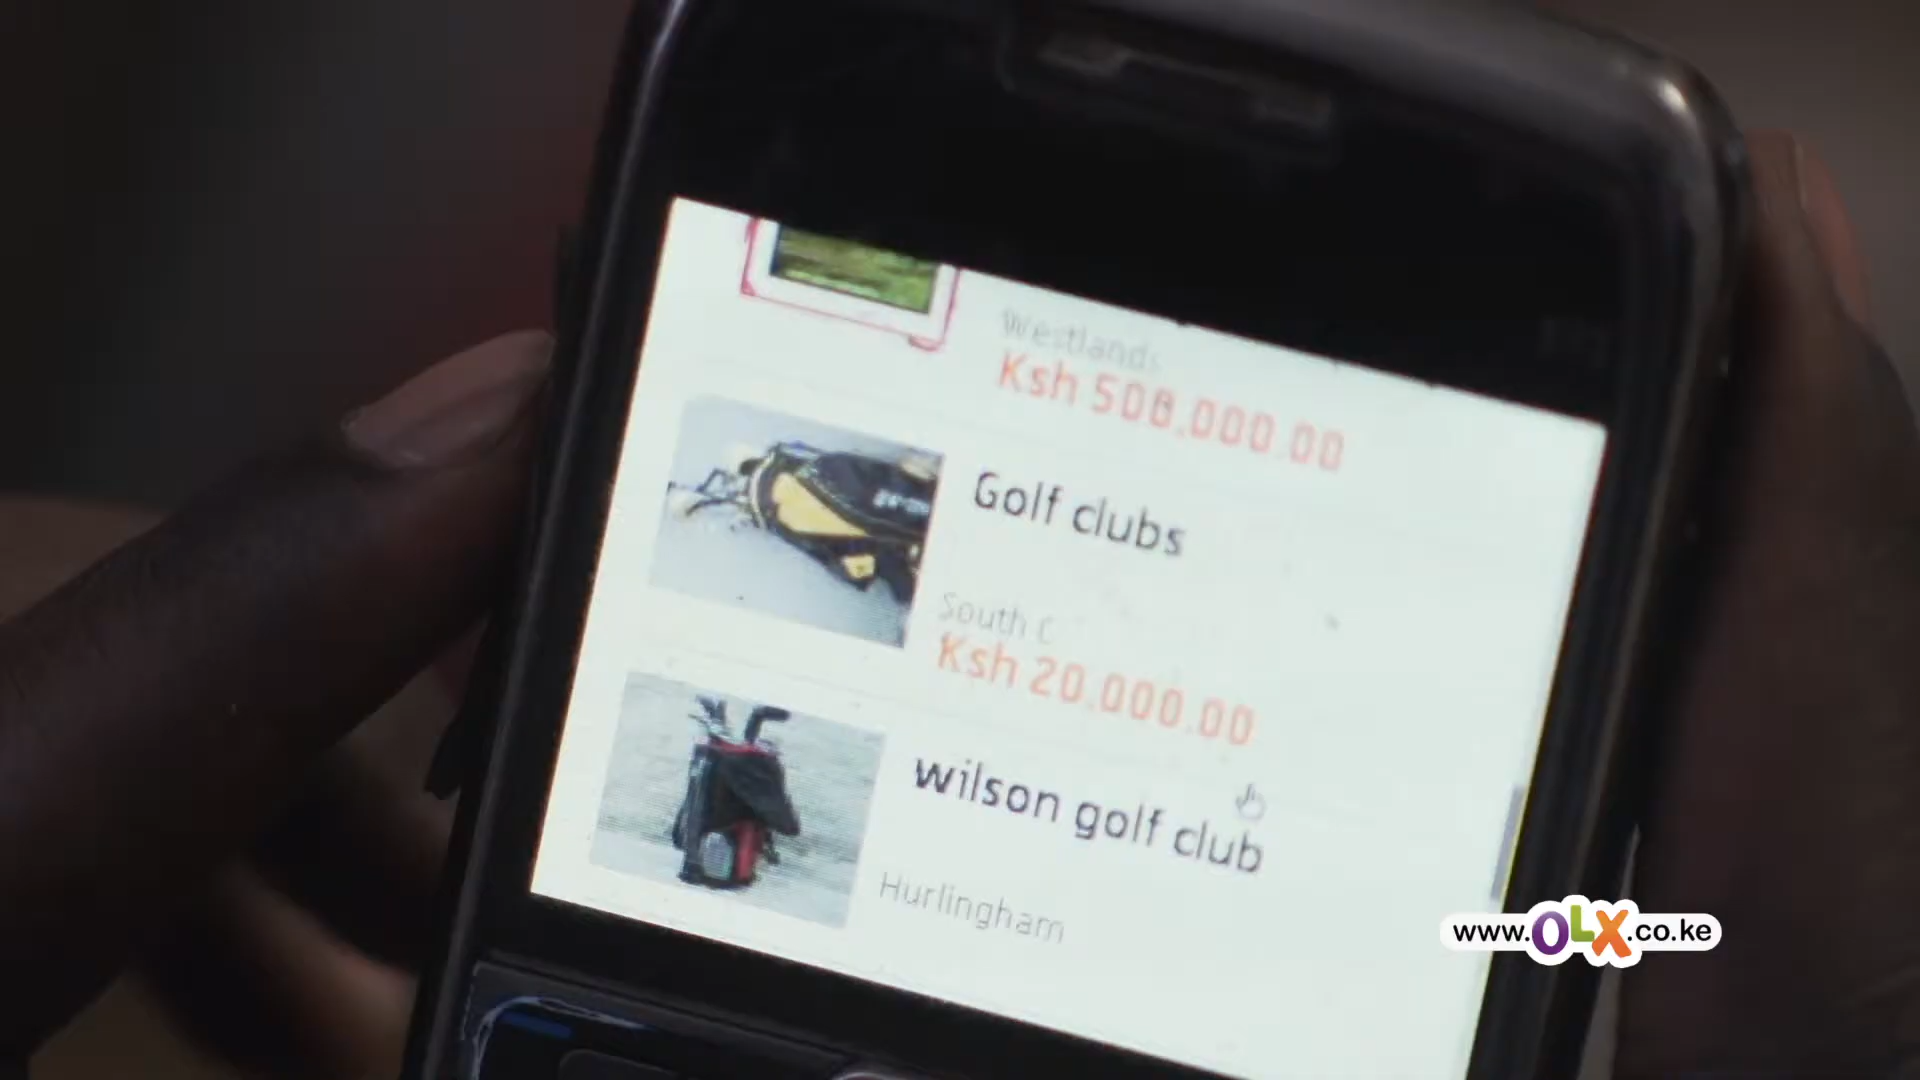 Westlands
Ksh 508,000.00
Golf clubs
South C
Ksh 20,000.00
wilson golf club
Hurlingham
www.OLX.co.ke